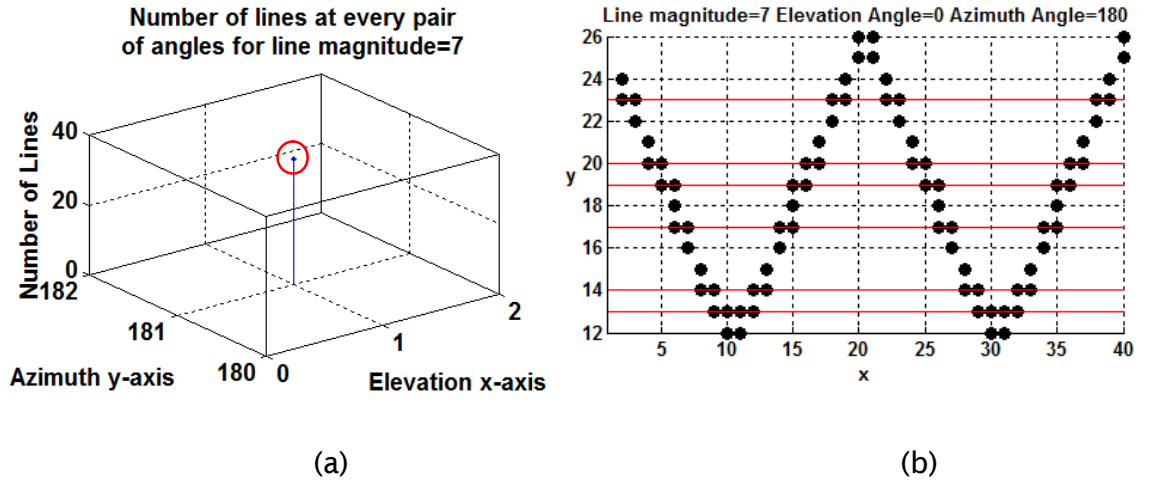 Number of lines at every pair
of angles for line magnitude=7
Number of Lines
40
20
0
182
181
180
0
1
2
Azimuth y-axis
Elevation x-axis
(a)
Line magnitude=7 Elevation Angle=0 Azimuth Angle=180
y
26
24
22
20
18
16
14
12
5 10 15 20 25 30 35 40
x
(b)